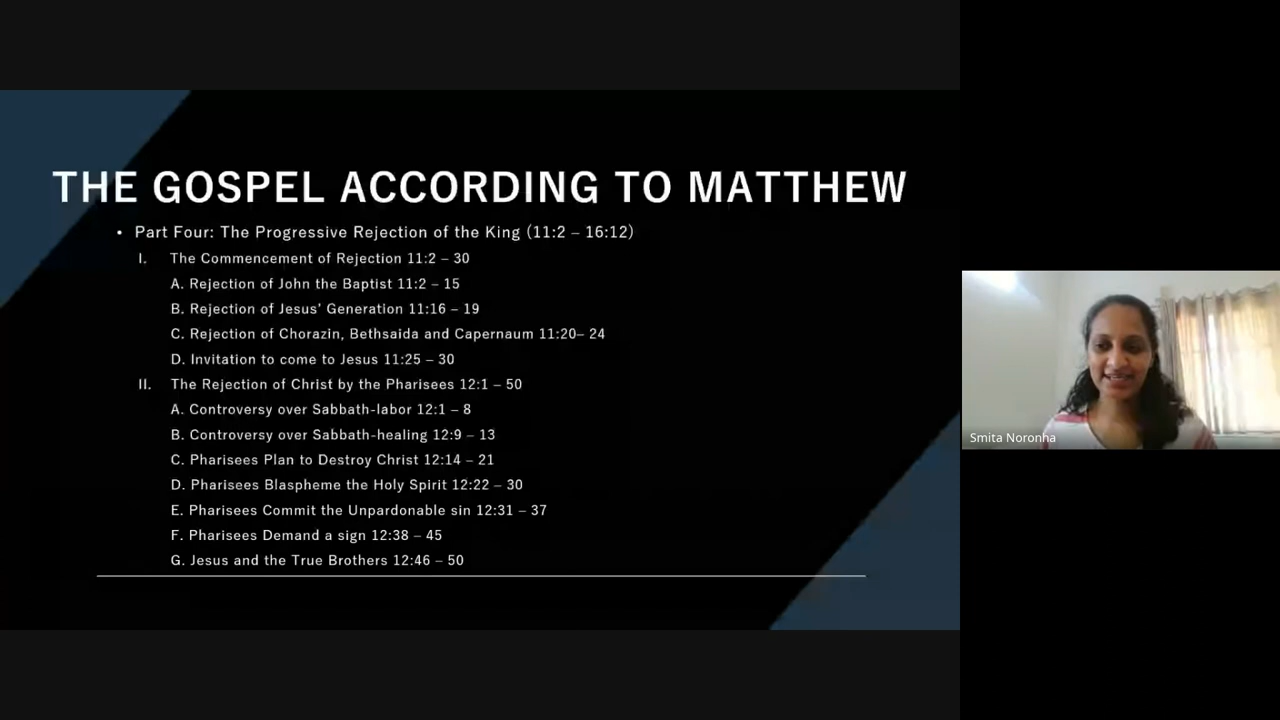 THE GOSPEL ACCORDING TO MATTHEW
• Part Four: The Progressive Rejection of the King (11:2 – 16:12)
I. The Commencement of Rejection 11:2 – 30
A. Rejection of John the Baptist 11:2 – 15
B. Rejection of Jesus’ Generation 11:16 – 19
C. Rejection of Chorazin, Bethsaida and Capernaum 11:20– 24
D. Invitation to come to Jesus 11:25 – 30
II. The Rejection of Christ by the Pharisees 12:1 – 50
A. Controversy over Sabbath-labor 12:1 – 8
B. Controversy over Sabbath-healing 12:9 – 13
C. Pharisees Plan to Destroy Christ 12:14 – 21
D. Pharisees Blaspheme the Holy Spirit 12:22 – 30
E. Pharisees Commit the Unpardonable sin 12:31 – 37
F. Pharisees Demand a sign 12:38 – 45
G. Jesus and the True Brothers 12:46 – 50
Smita Noronha